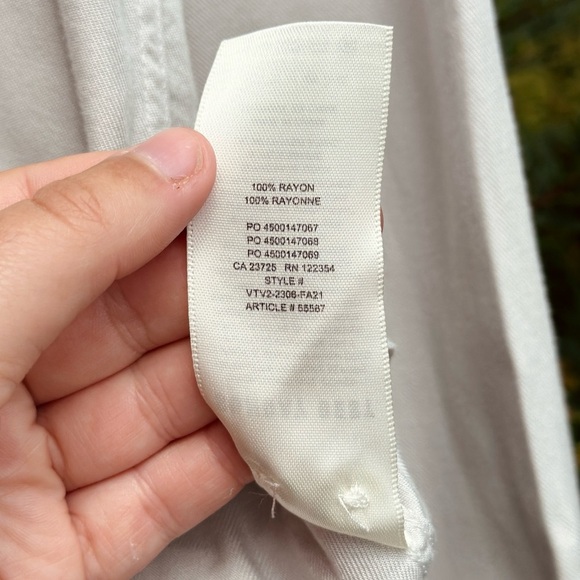 100% RAYON
100% RAYONNE
PO 4500147067
PO 4500147068
PO 4500147069
CA 23725 RN 122354
STYLE #
VTV2-2306-FA21
ARTICLE # 55587